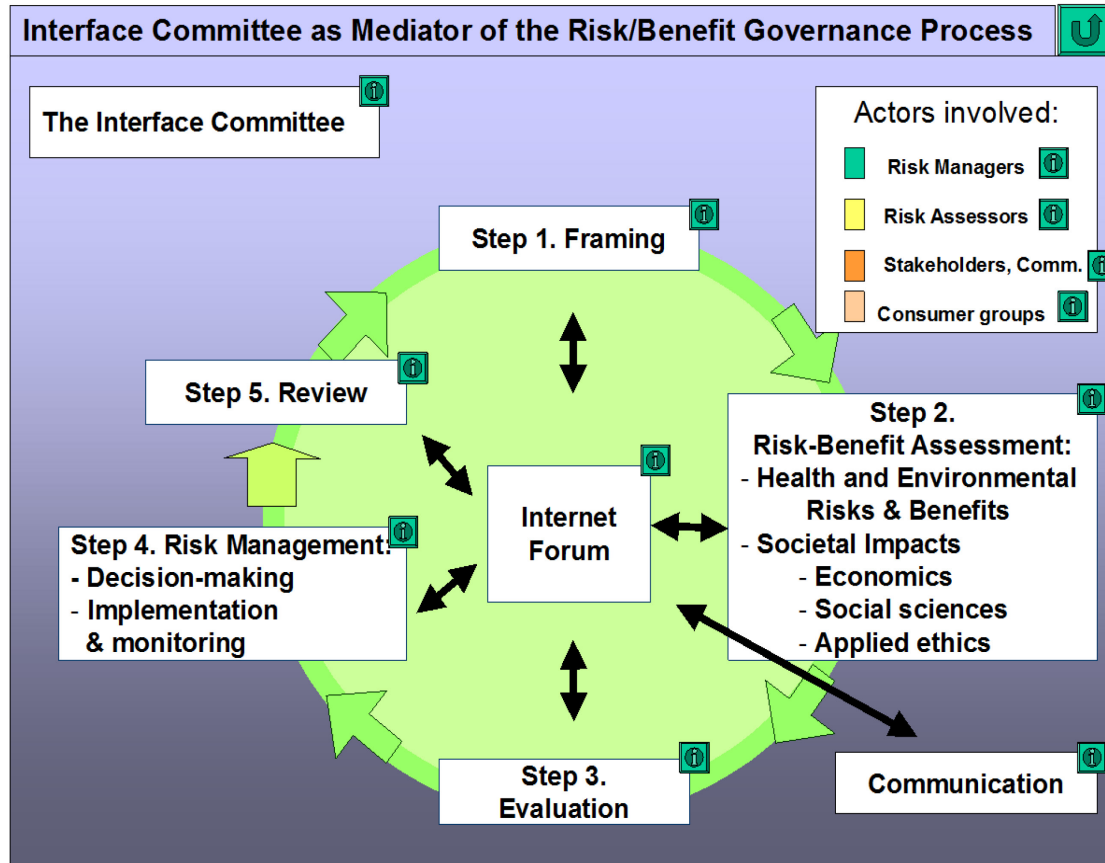 Interface Committee as Mediator of the Risk/Benefit Governance Process
The Interface Committee
Actors involved:
Risk Managers
Risk Assessors
Stakeholders, Comm.
Consumer groups
Step 1. Framing
Step 5. Review
Step 2.
Risk-Benefit Assessment:
- Health and Environmental
Risks & Benefits
- Societal Impacts
- Economics
- Social sciences
- Applied ethics
Internet
Forum
Step 4. Risk Management:
- Decision-making
- Implementation
& monitoring
Step 3.
Evaluation
Communication